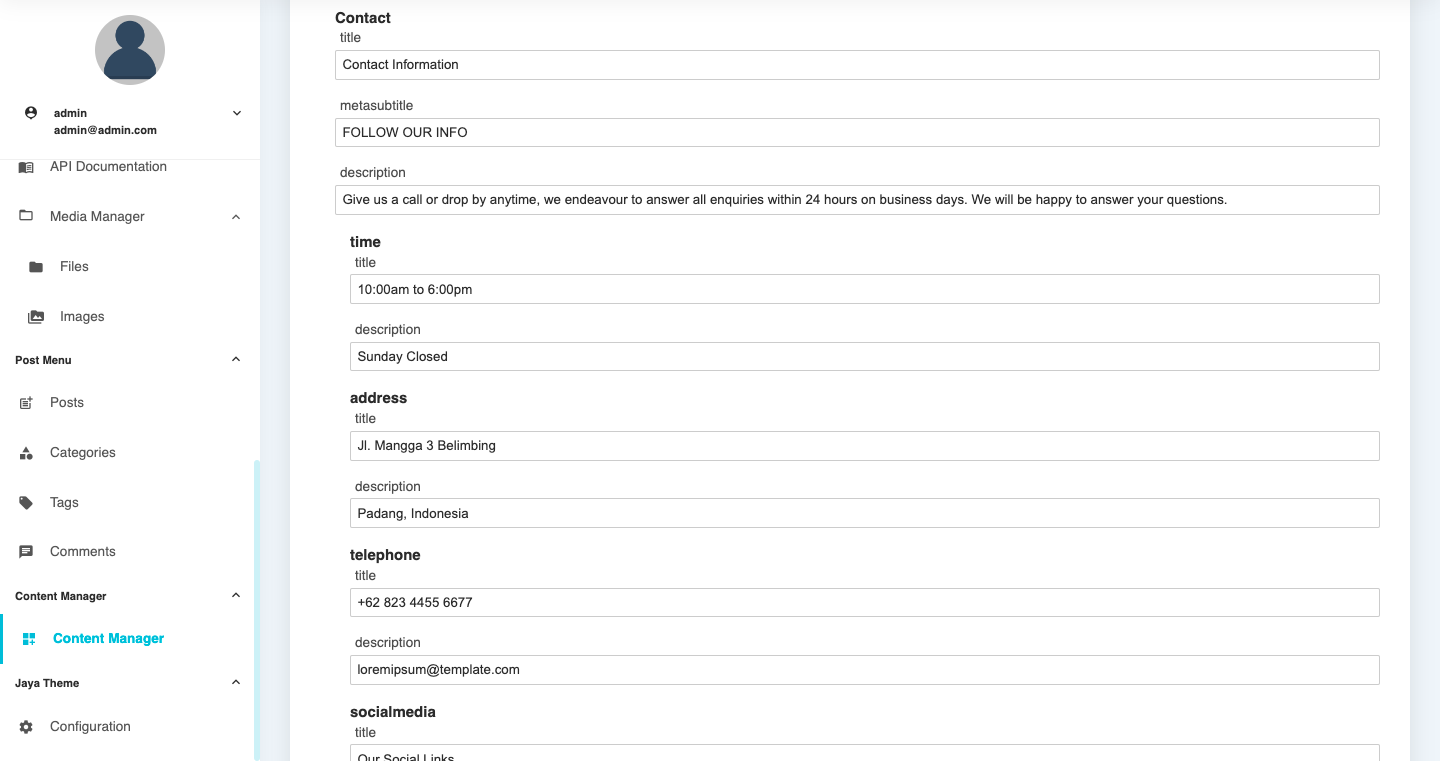 admin
admin@admin.com
API Documentation
Media Manager
Files
Images
Post Menu
Posts
Categories
Tags
Comments
Content Manager
Content Manager
Jaya Theme
Configuration
Contact
title
Contact Information
metasubtitle
FOLLOW OUR INFO
description
Give us a call or drop by anytime, we endeavour to answer all enquiries within 24 hours on business days. We will be happy to answer your questions.
time
title
10:00am to 6:00pm
description
Sunday Closed
address
title
Jl. Mangga 3 Belimbing
description
Padang, Indonesia
telephone
title
+62 823 4455 6677
description
loremipsum@template.com
socialmedia
title
Our Social Links